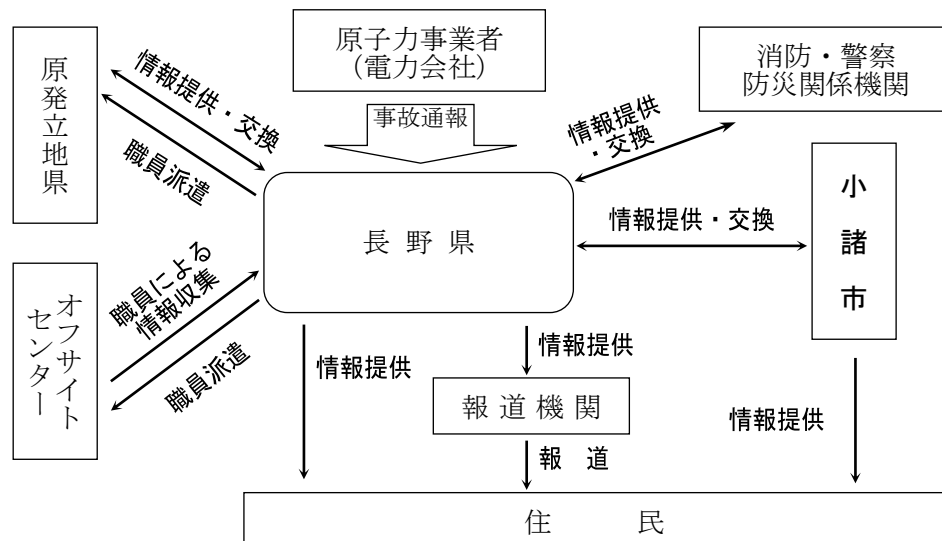 原子力事業者
(電力会社)
事故通報
消防・警察
防災関係機関
原発立地県
情報提供・交換
職員派遣
情報提供
・交換
長野県
情報提供・交換
小諸市
オフサイト
センター
職員による
情報収集
職員派遣
情報提供
情報提供
報道機関
報　道
情報提供
住　　民